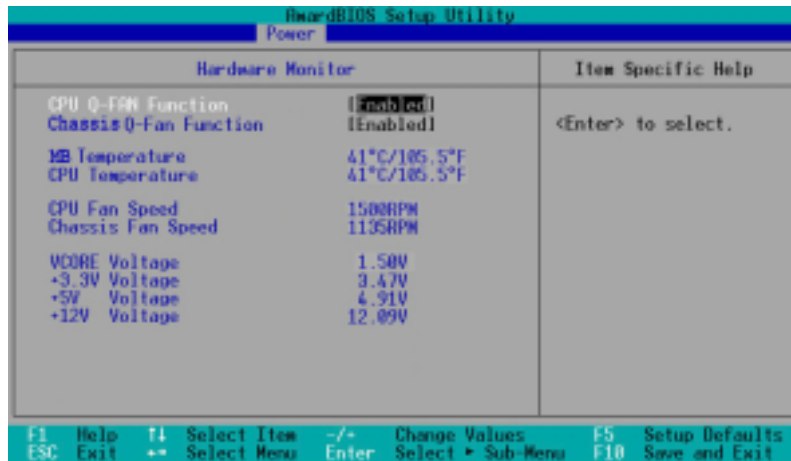 AwardBIOS Setup Utility
Power
Hardware Monitor
Item Specific Help
CPU Q-FAN Function [Enabled]
Chassis Q-Fan Function [Enabled]
<Enter> to select.
MB Temperature 41°C/105.5°F
CPU Temperature 41°C/105.5°F
CPU Fan Speed 1500RPM
Chassis Fan Speed 1135RPM
VCORE Voltage 1.50V
+3.3V Voltage 3.47V
+5V Voltage 4.91V
+12V Voltage 12.09V
F1 Help ↑↓ Select Item -/+ Change Values F5 Setup Defaults
ESC Exit ←→ Select Menu Enter Select ► Sub-Menu F10 Save and Exit